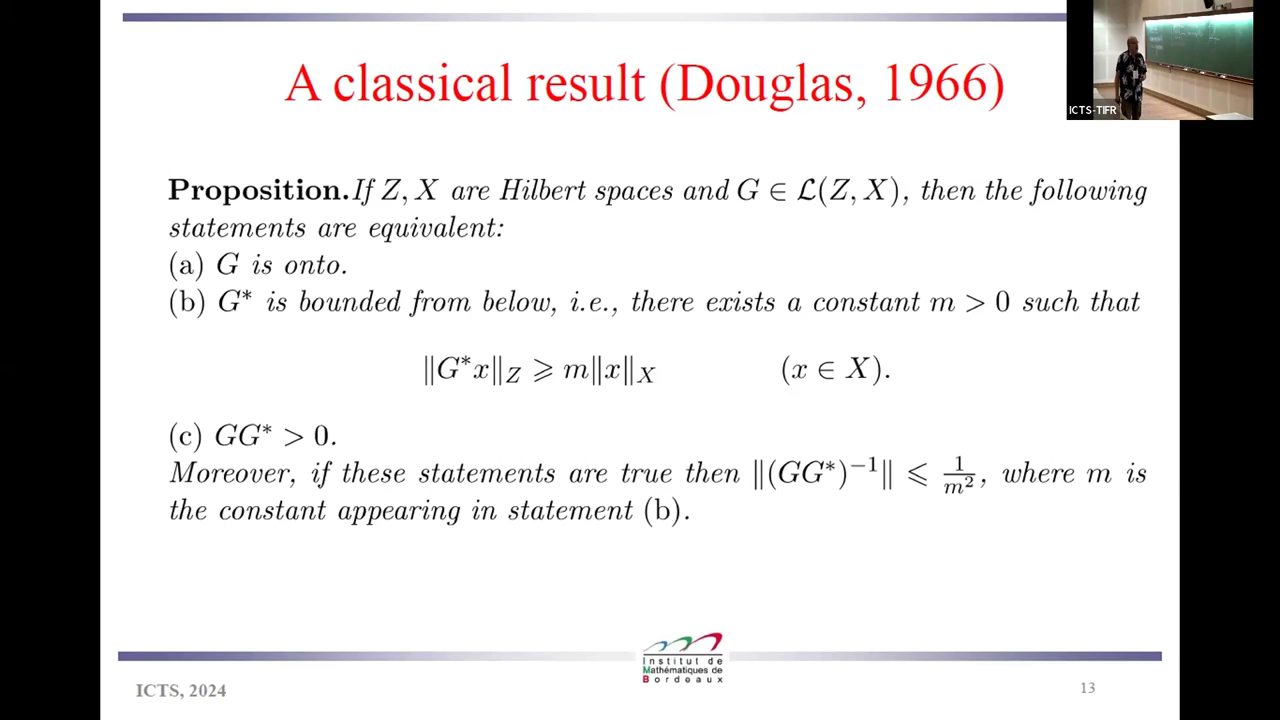 A classical result (Douglas, 1966)
ICTS-TIFR
Proposition. If Z, X are Hilbert spaces and G ∈ ℒ(Z, X), then the following
statements are equivalent:
(a) G is onto.
(b) G* is bounded from below, i.e., there exists a constant m > 0 such that
‖G*x‖_Z ⩾ m‖x‖_X (x ∈ X).
(c) GG* > 0.
Moreover, if these statements are true then ‖(GG*)⁻¹‖ ⩽ 1/m², where m is
the constant appearing in statement (b).
Institut de
Mathématiques de
Bordeaux
ICTS, 2024
13